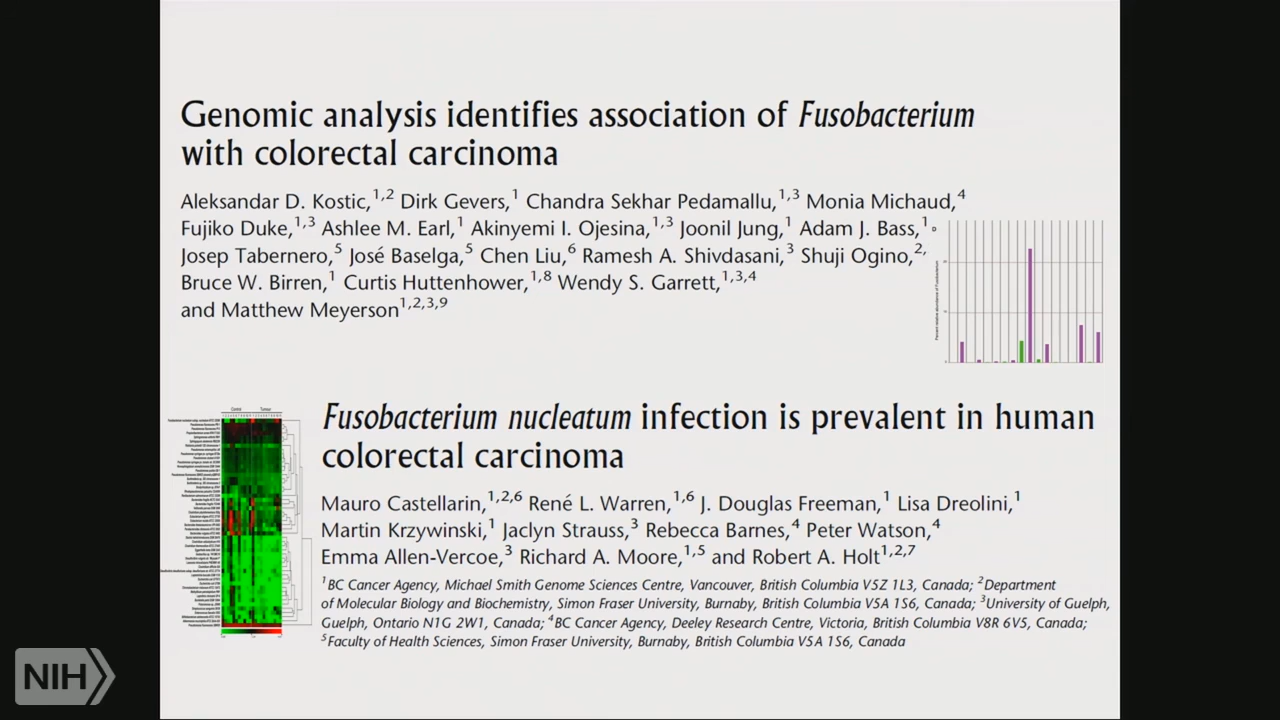 Genomic analysis identifies association of Fusobacterium
with colorectal carcinoma
Aleksandar D. Kostic,1,2 Dirk Gevers,1 Chandra Sekhar Pedamallu,1,3 Monia Michaud,4
Fujiko Duke,1,3 Ashlee M. Earl,1 Akinyemi I. Ojesina,1,3 Joonil Jung,1 Adam J. Bass,1,
Josep Tabernero,5 José Baselga,5 Chen Liu,6 Ramesh A. Shivdasani,3 Shuji Ogino,2,
Bruce W. Birren,1 Curtis Huttenhower,1,8 Wendy S. Garrett,1,3,4
and Matthew Meyerson1,2,3,9
Control Tumour
Fusobacterium nucleatum infection is prevalent in human
colorectal carcinoma
Mauro Castellarin,1,2,6 René L. Warren,1,6 J. Douglas Freeman,1 Lisa Dreolini,1
Martin Krzywinski,1 Jaclyn Strauss,3 Rebecca Barnes,4 Peter Watson,4
Emma Allen-Vercoe,3 Richard A. Moore,1,5 and Robert A. Holt1,2,7
1BC Cancer Agency, Michael Smith Genome Sciences Centre, Vancouver, British Columbia V5Z 1L3, Canada; 2Department
of Molecular Biology and Biochemistry, Simon Fraser University, Burnaby, British Columbia V5A 1S6, Canada; 3University of Guelph,
Guelph, Ontario N1G 2W1, Canada; 4BC Cancer Agency, Deeley Research Centre, Victoria, British Columbia V8R 6V5, Canada;
5Faculty of Health Sciences, Simon Fraser University, Burnaby, British Columbia V5A 1S6, Canada
NIH